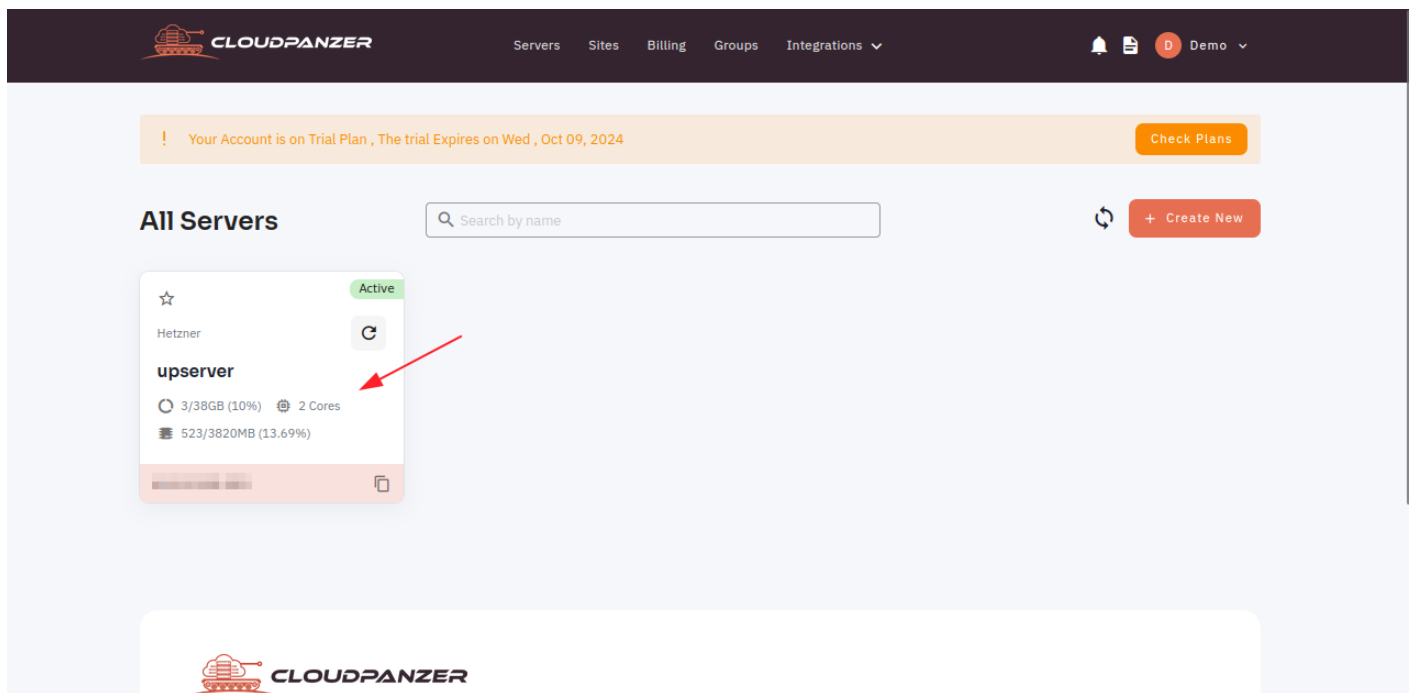 CLOUDPANZER
Servers Sites Billing Groups Integrations
D Demo
! Your Account is on Trial Plan , The trial Expires on Wed , Oct 09, 2024
Check Plans
All Servers
Search by name
+ Create New
Active
Hetzner
upserver
3/38GB (10%) 2 Cores
523/3820MB (13.69%)
CLOUDPANZER